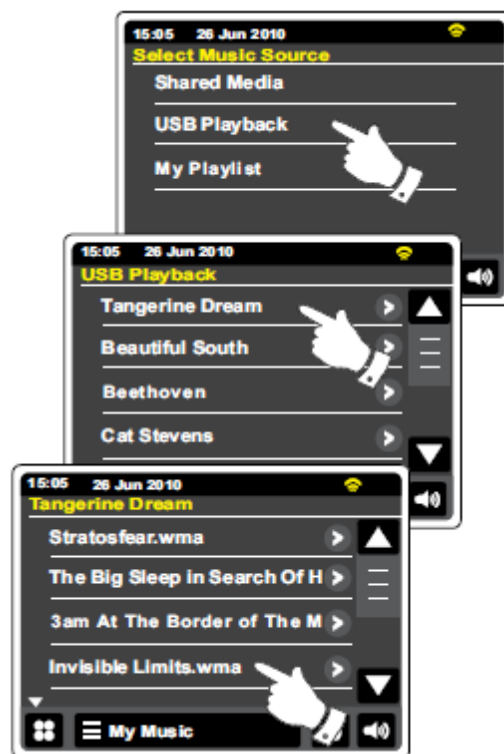 15:05 26 Jun 2010
Select Music Source
Shared Media
USB Playback
My Playlist
15:05 26 Jun 2010
USB Playback
Tangerine Dream
Beautiful South
Beethoven
Cat Stevens
15:05 26 Jun 2010
Tangerine Dream
Stratosfear.wma
The Big Sleep in Search Of H
3am At The Border of The M
Invisible Limits.wma
My Music